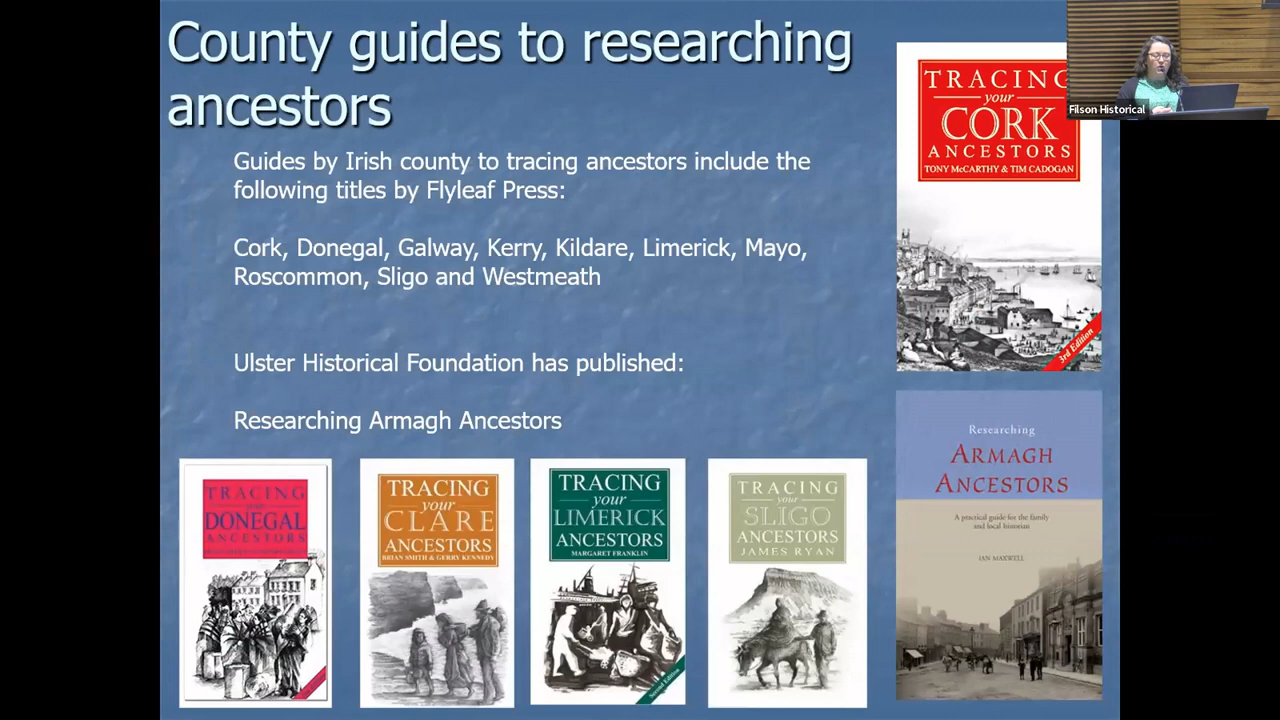 County guides to researching
ancestors
Guides by Irish county to tracing ancestors include the
following titles by Flyleaf Press:
Cork, Donegal, Galway, Kerry, Kildare, Limerick, Mayo,
Roscommon, Sligo and Westmeath
Ulster Historical Foundation has published:
Researching Armagh Ancestors
TRACING
your
CORK
ANCESTORS
TONY McCARTHY & TIM CADOGAN
3rd Edition
Filson Historical
Researching
ARMAGH
ANCESTORS
A practical guide for the family
and local historian
IAN MAXWELL
TRACING
DONEGAL
ANCESTORS
TRACING
your
CLARE
ANCESTORS
BRIAN SMITH & GERRY KENNEDY
TRACING
your
LIMERICK
ANCESTORS
MARGARET FRANKLIN
Second Edition
TRACING
your
SLIGO
ANCESTORS
JAMES RYAN